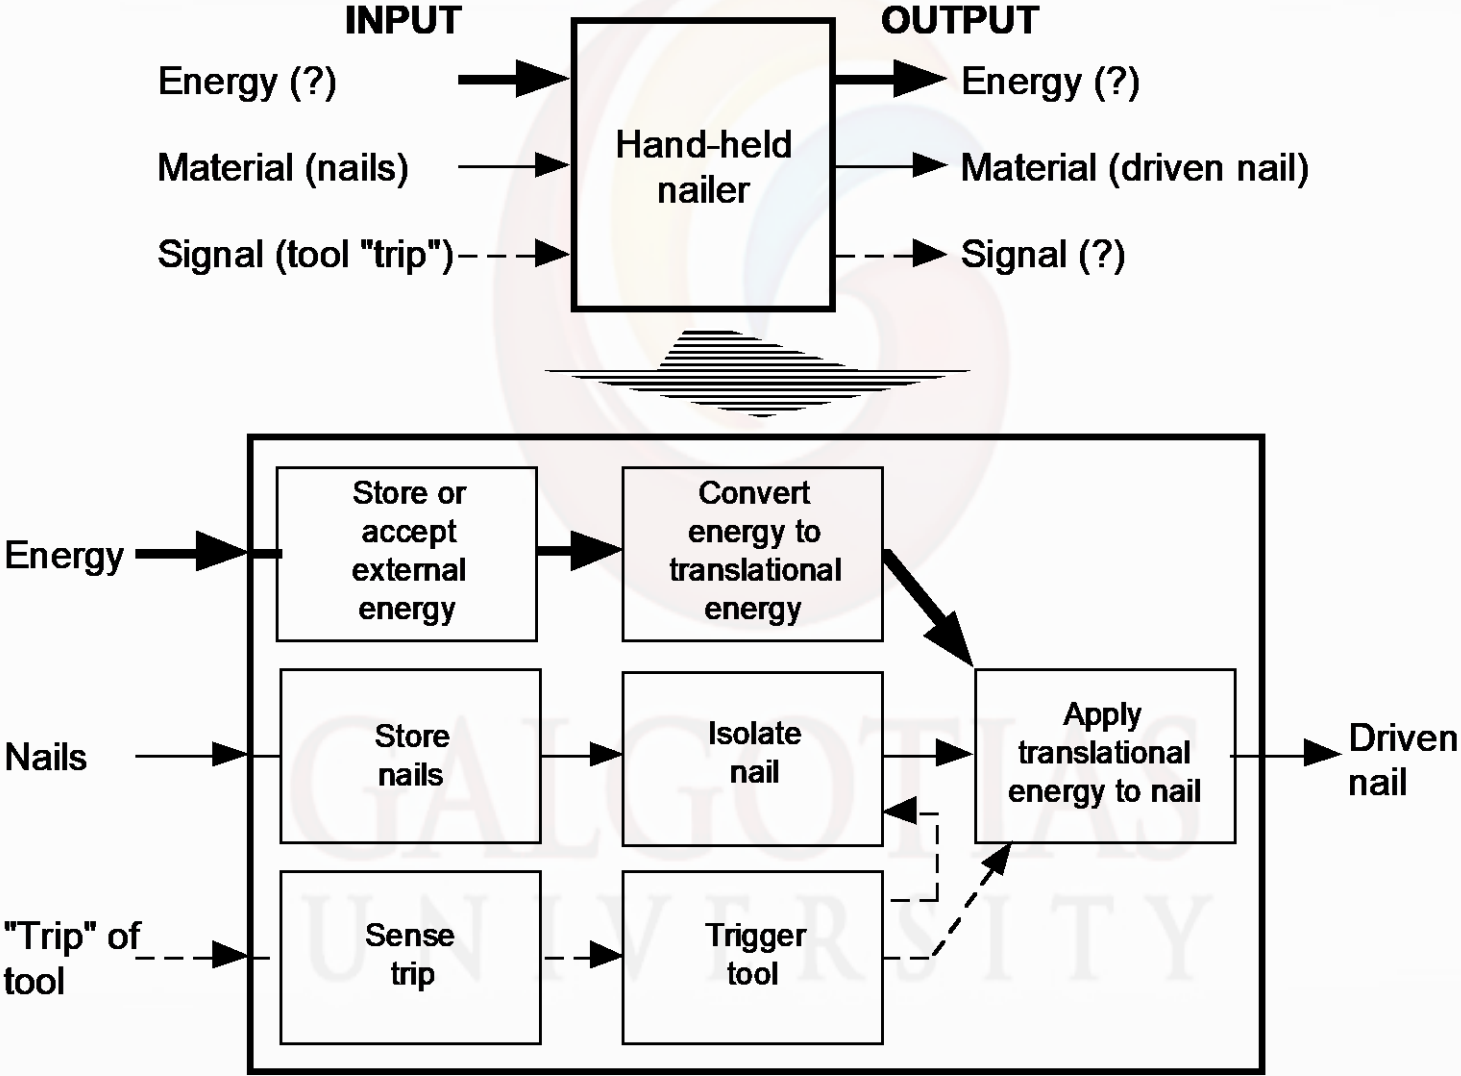 INPUT
OUTPUT
Energy (?)
Energy (?)
Material (nails)
Hand-held
nailer
Material (driven nail)
Signal (tool "trip")
Signal (?)
Energy
Store or
accept
external
energy
Convert
energy to
translational
energy
Nails
Store
nails
Isolate
nail
Apply
translational
energy to nail
Driven
nail
"Trip" of
tool
Sense
trip
Trigger
tool
GALGOTIAS
UNIVERSITY